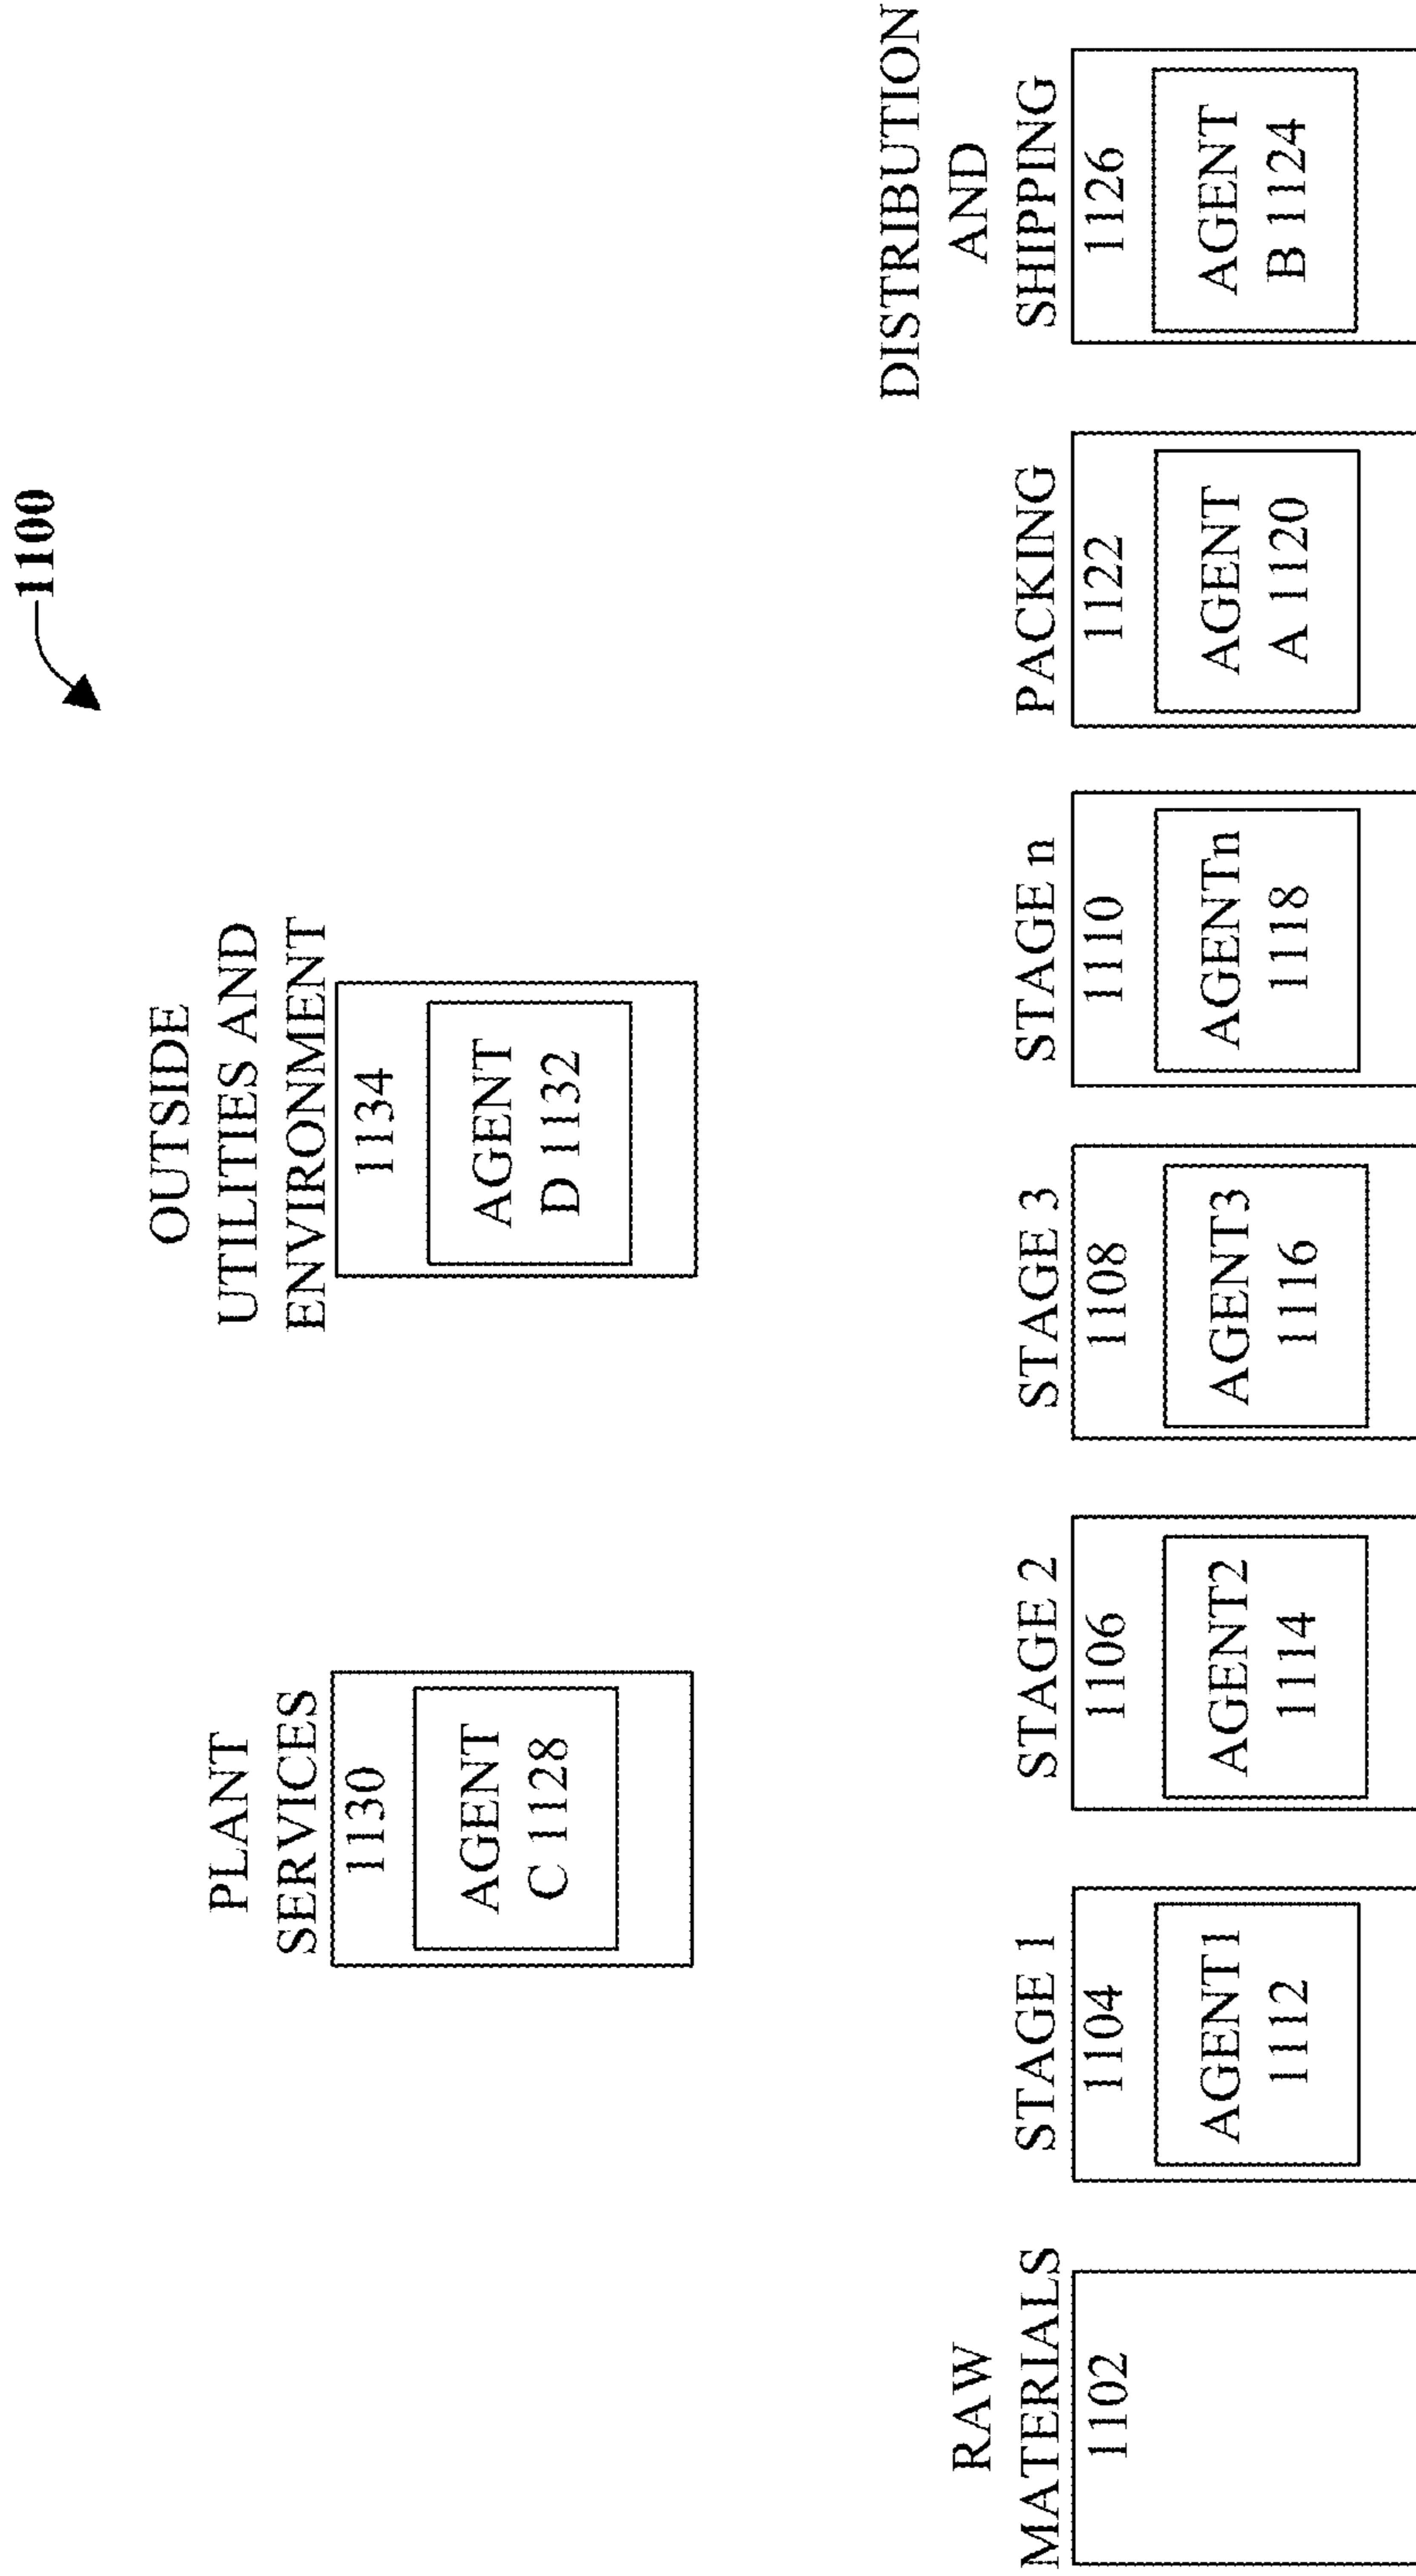 1100
PLANT
SERVICES
1130
AGENT
C 1128
OUTSIDE
UTILITIES AND
ENVIRONMENT
1134
AGENT
D 1132
RAW
MATERIALS
1102
STAGE 1
1104
AGENT1
1112
STAGE 2
1106
AGENT2
1114
STAGE 3
1108
AGENT3
1116
STAGE n
1110
AGENTn
1118
PACKING
1122
AGENT
A 1120
DISTRIBUTION
AND
SHIPPING
1126
AGENT
B 1124